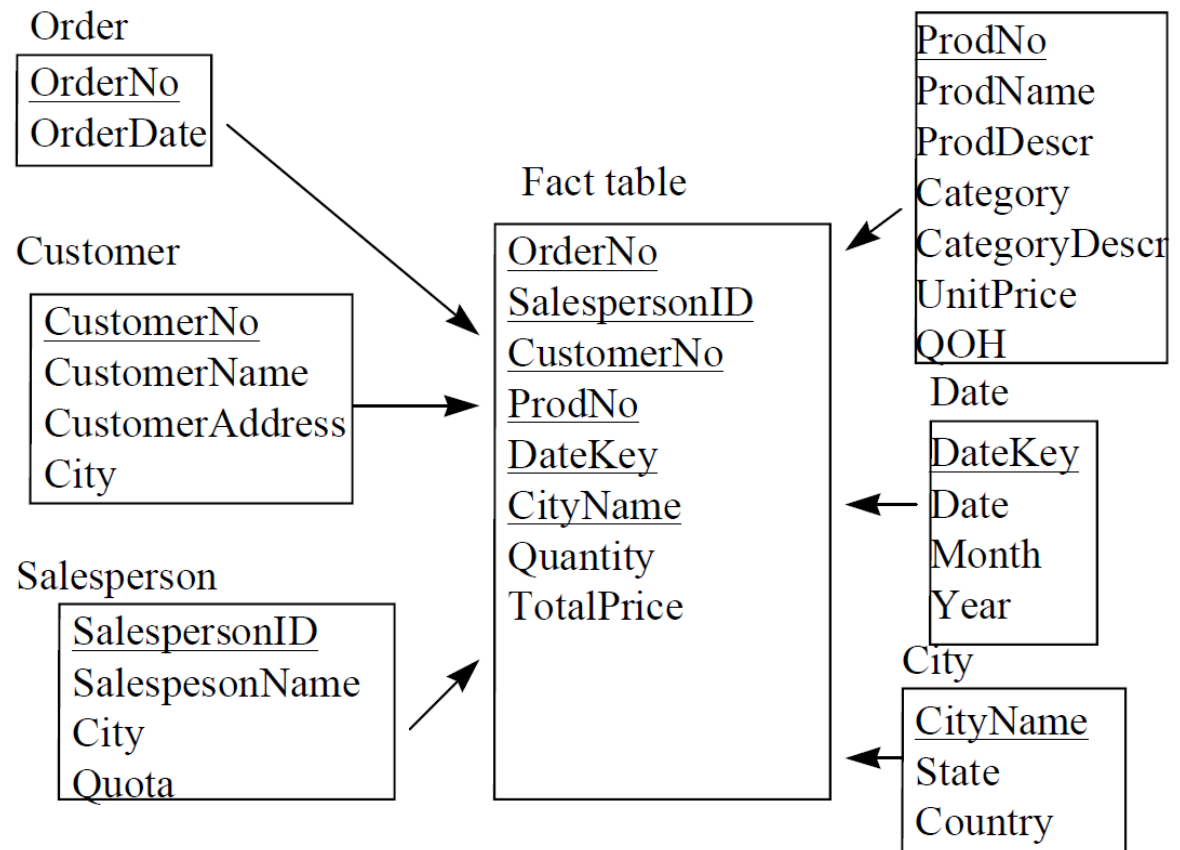 Order
OrderNo
OrderDate
Customer
CustomerNo
CustomerName
CustomerAddress
City
Salesperson
SalespersonID
SalespesonName
City
Quota
Fact table
OrderNo
SalespersonID
CustomerNo
ProdNo
DateKey
CityName
Quantity
TotalPrice
ProdNo
ProdName
ProdDescr
Category
CategoryDescr
UnitPrice
QOH
Date
DateKey
Date
Month
Year
City
CityName
State
Country